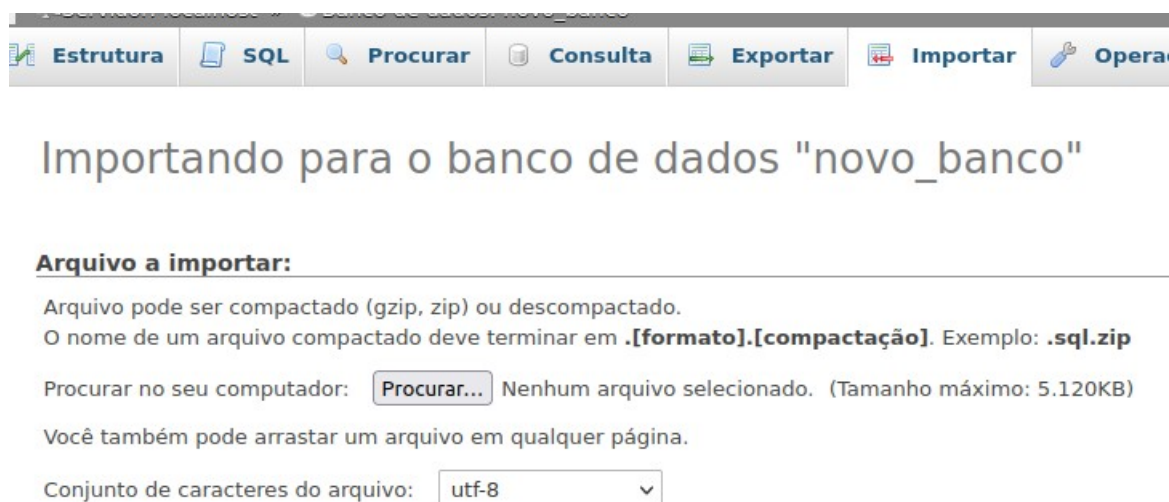 Estrutura SQL Procurar Consulta Exportar Importar
Importando para o banco de dados "novo_banco"
Arquivo a importar:
Arquivo pode ser compactado (gzip, zip) ou descompactado.
O nome de um arquivo compactado deve terminar em .[formato].[compactação]. Exemplo: .sql.zip
Procurar no seu computador: Procurar... Nenhum arquivo selecionado. (Tamanho máximo: 5.120KB)
Você também pode arrastar um arquivo em qualquer página.
Conjunto de caracteres do arquivo: utf-8